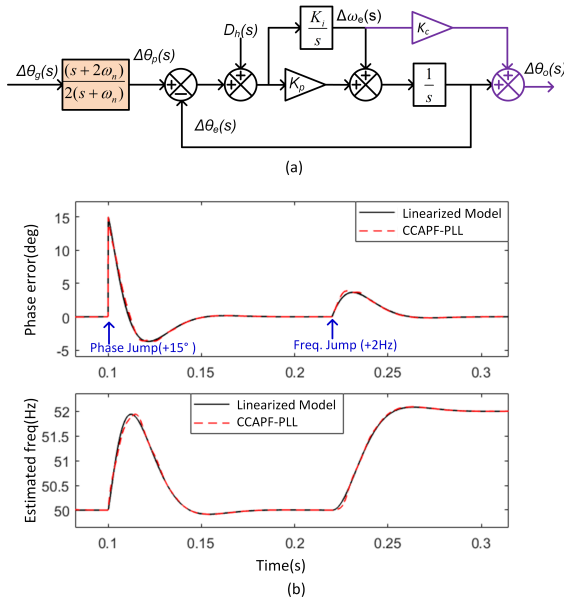 Δθg(s)
(s + 2ωn)
2(s + ωn)
Δθp(s)
Dh(s)
Ki
s
Δωe(s)
Kc
Kp
1
s
Δθo(s)
Δθe(s)
(a)
Phase error(deg)
15
10
5
0
-5
Linearized Model
CCAPF-PLL
Phase Jump(+15°)
Freq. Jump (+2Hz)
0.1 0.15 0.2 0.25 0.3
Estimated freq(Hz)
52
51.5
51
50.5
50
Linearized Model
CCAPF-PLL
0.1 0.15 0.2 0.25 0.3
Time(s)
(b)